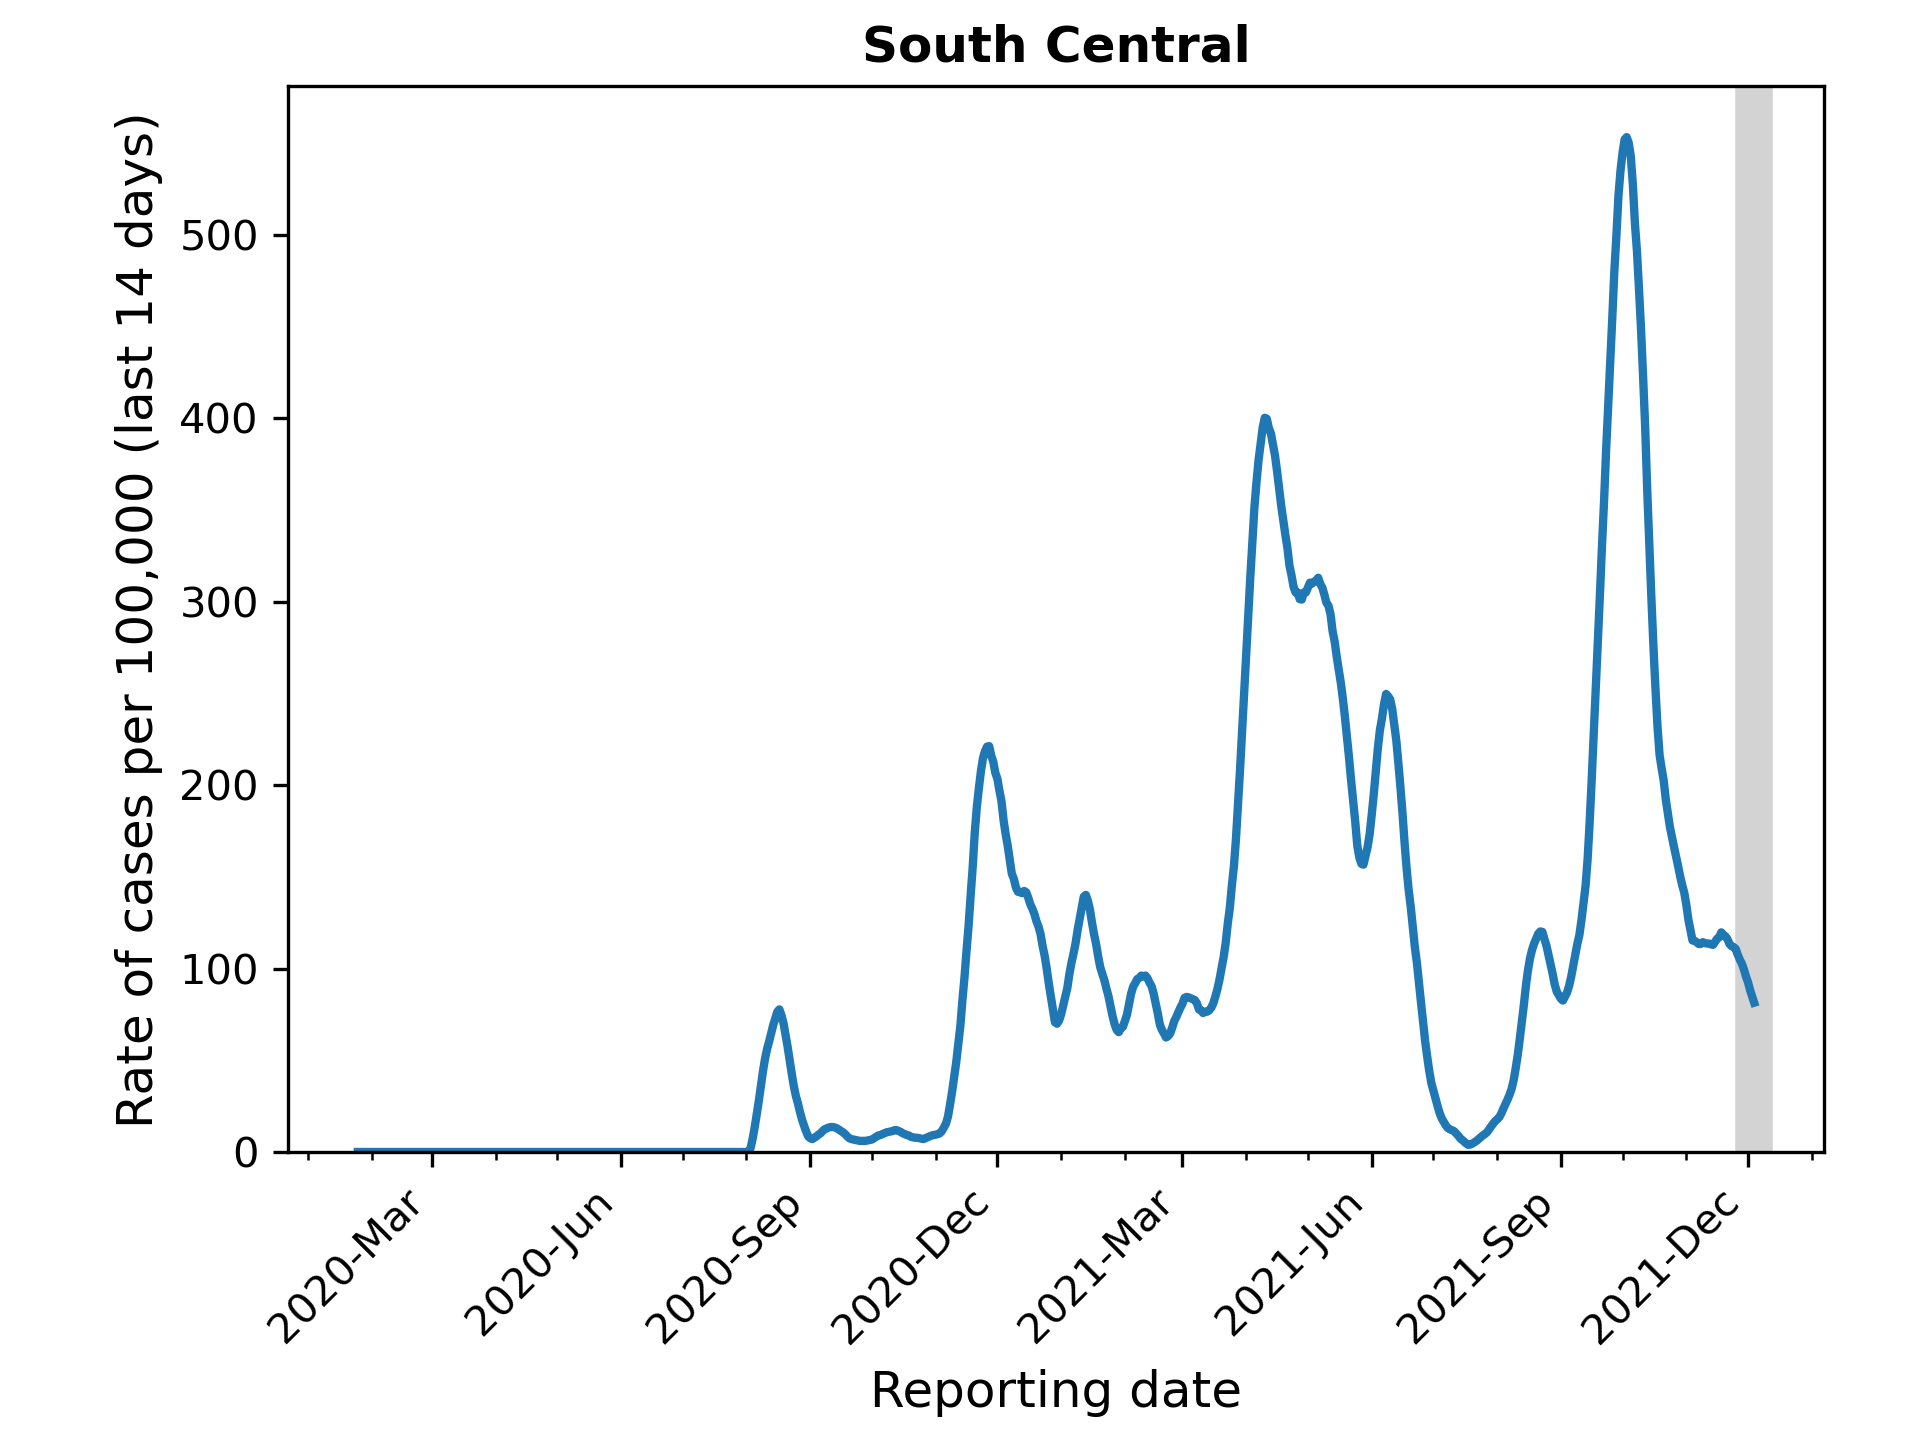 South Central
Rate of cases per 100,000 (last 14 days)
500
400
300
200
100
0
2020-Mar
2020-Jun
2020-Sep
2020-Dec
2021-Mar
2021-Jun
2021-Sep
2021-Dec
Reporting date